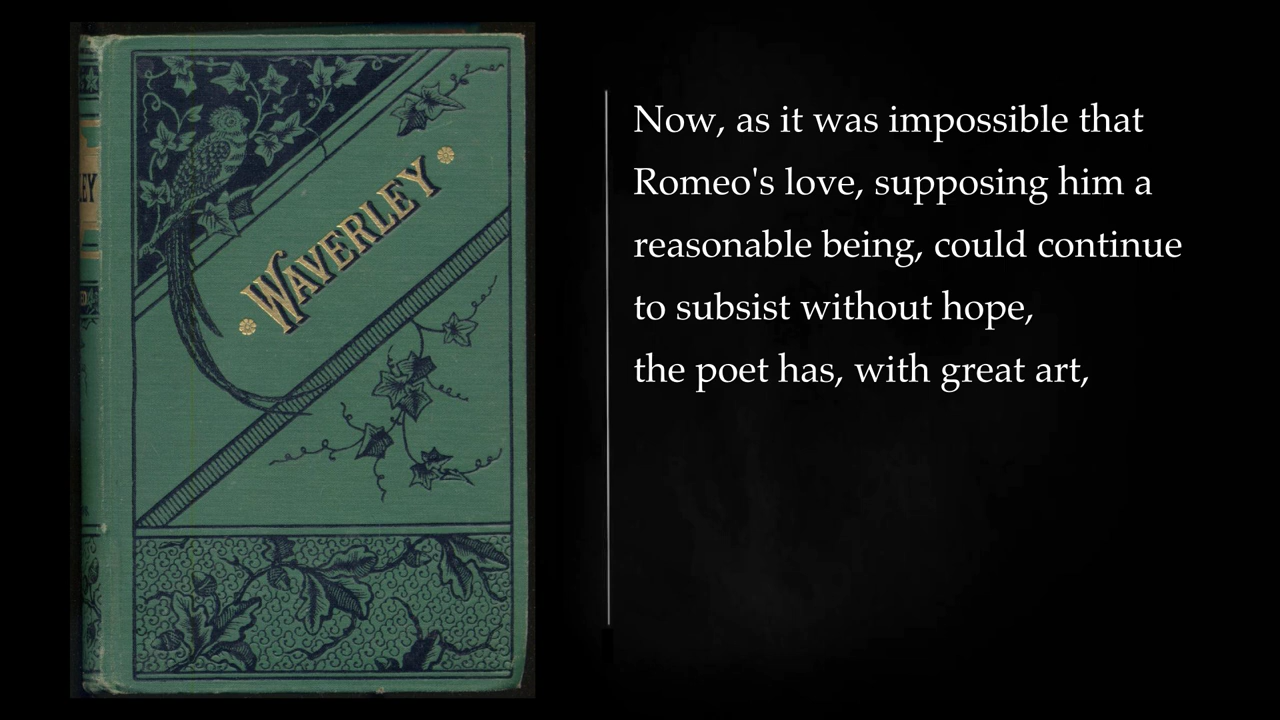 WAVERLEY
EY
Now, as it was impossible that
Romeo's love, supposing him a
reasonable being, could continue
to subsist without hope,
the poet has, with great art,